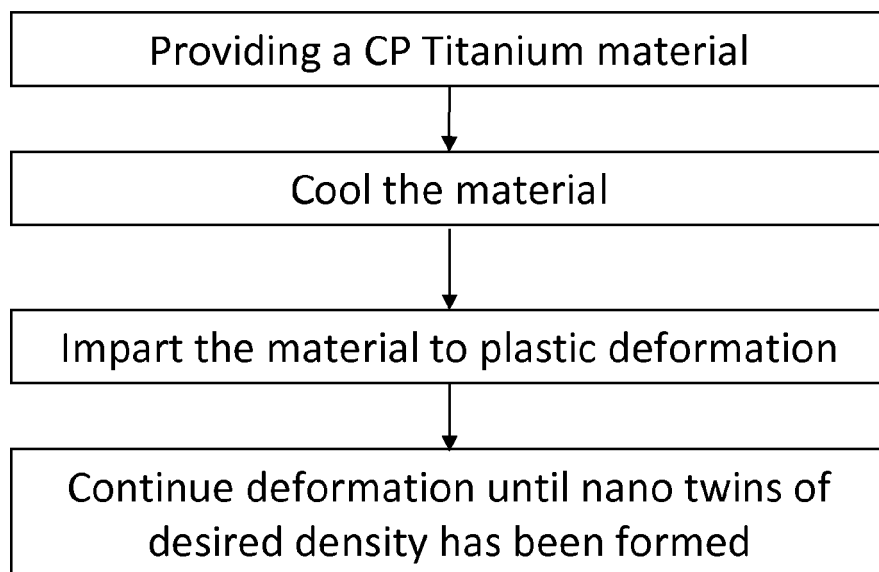 Providing a CP Titanium material
Cool the material
Impart the material to plastic deformation
Continue deformation until nano twins of
desired density has been formed